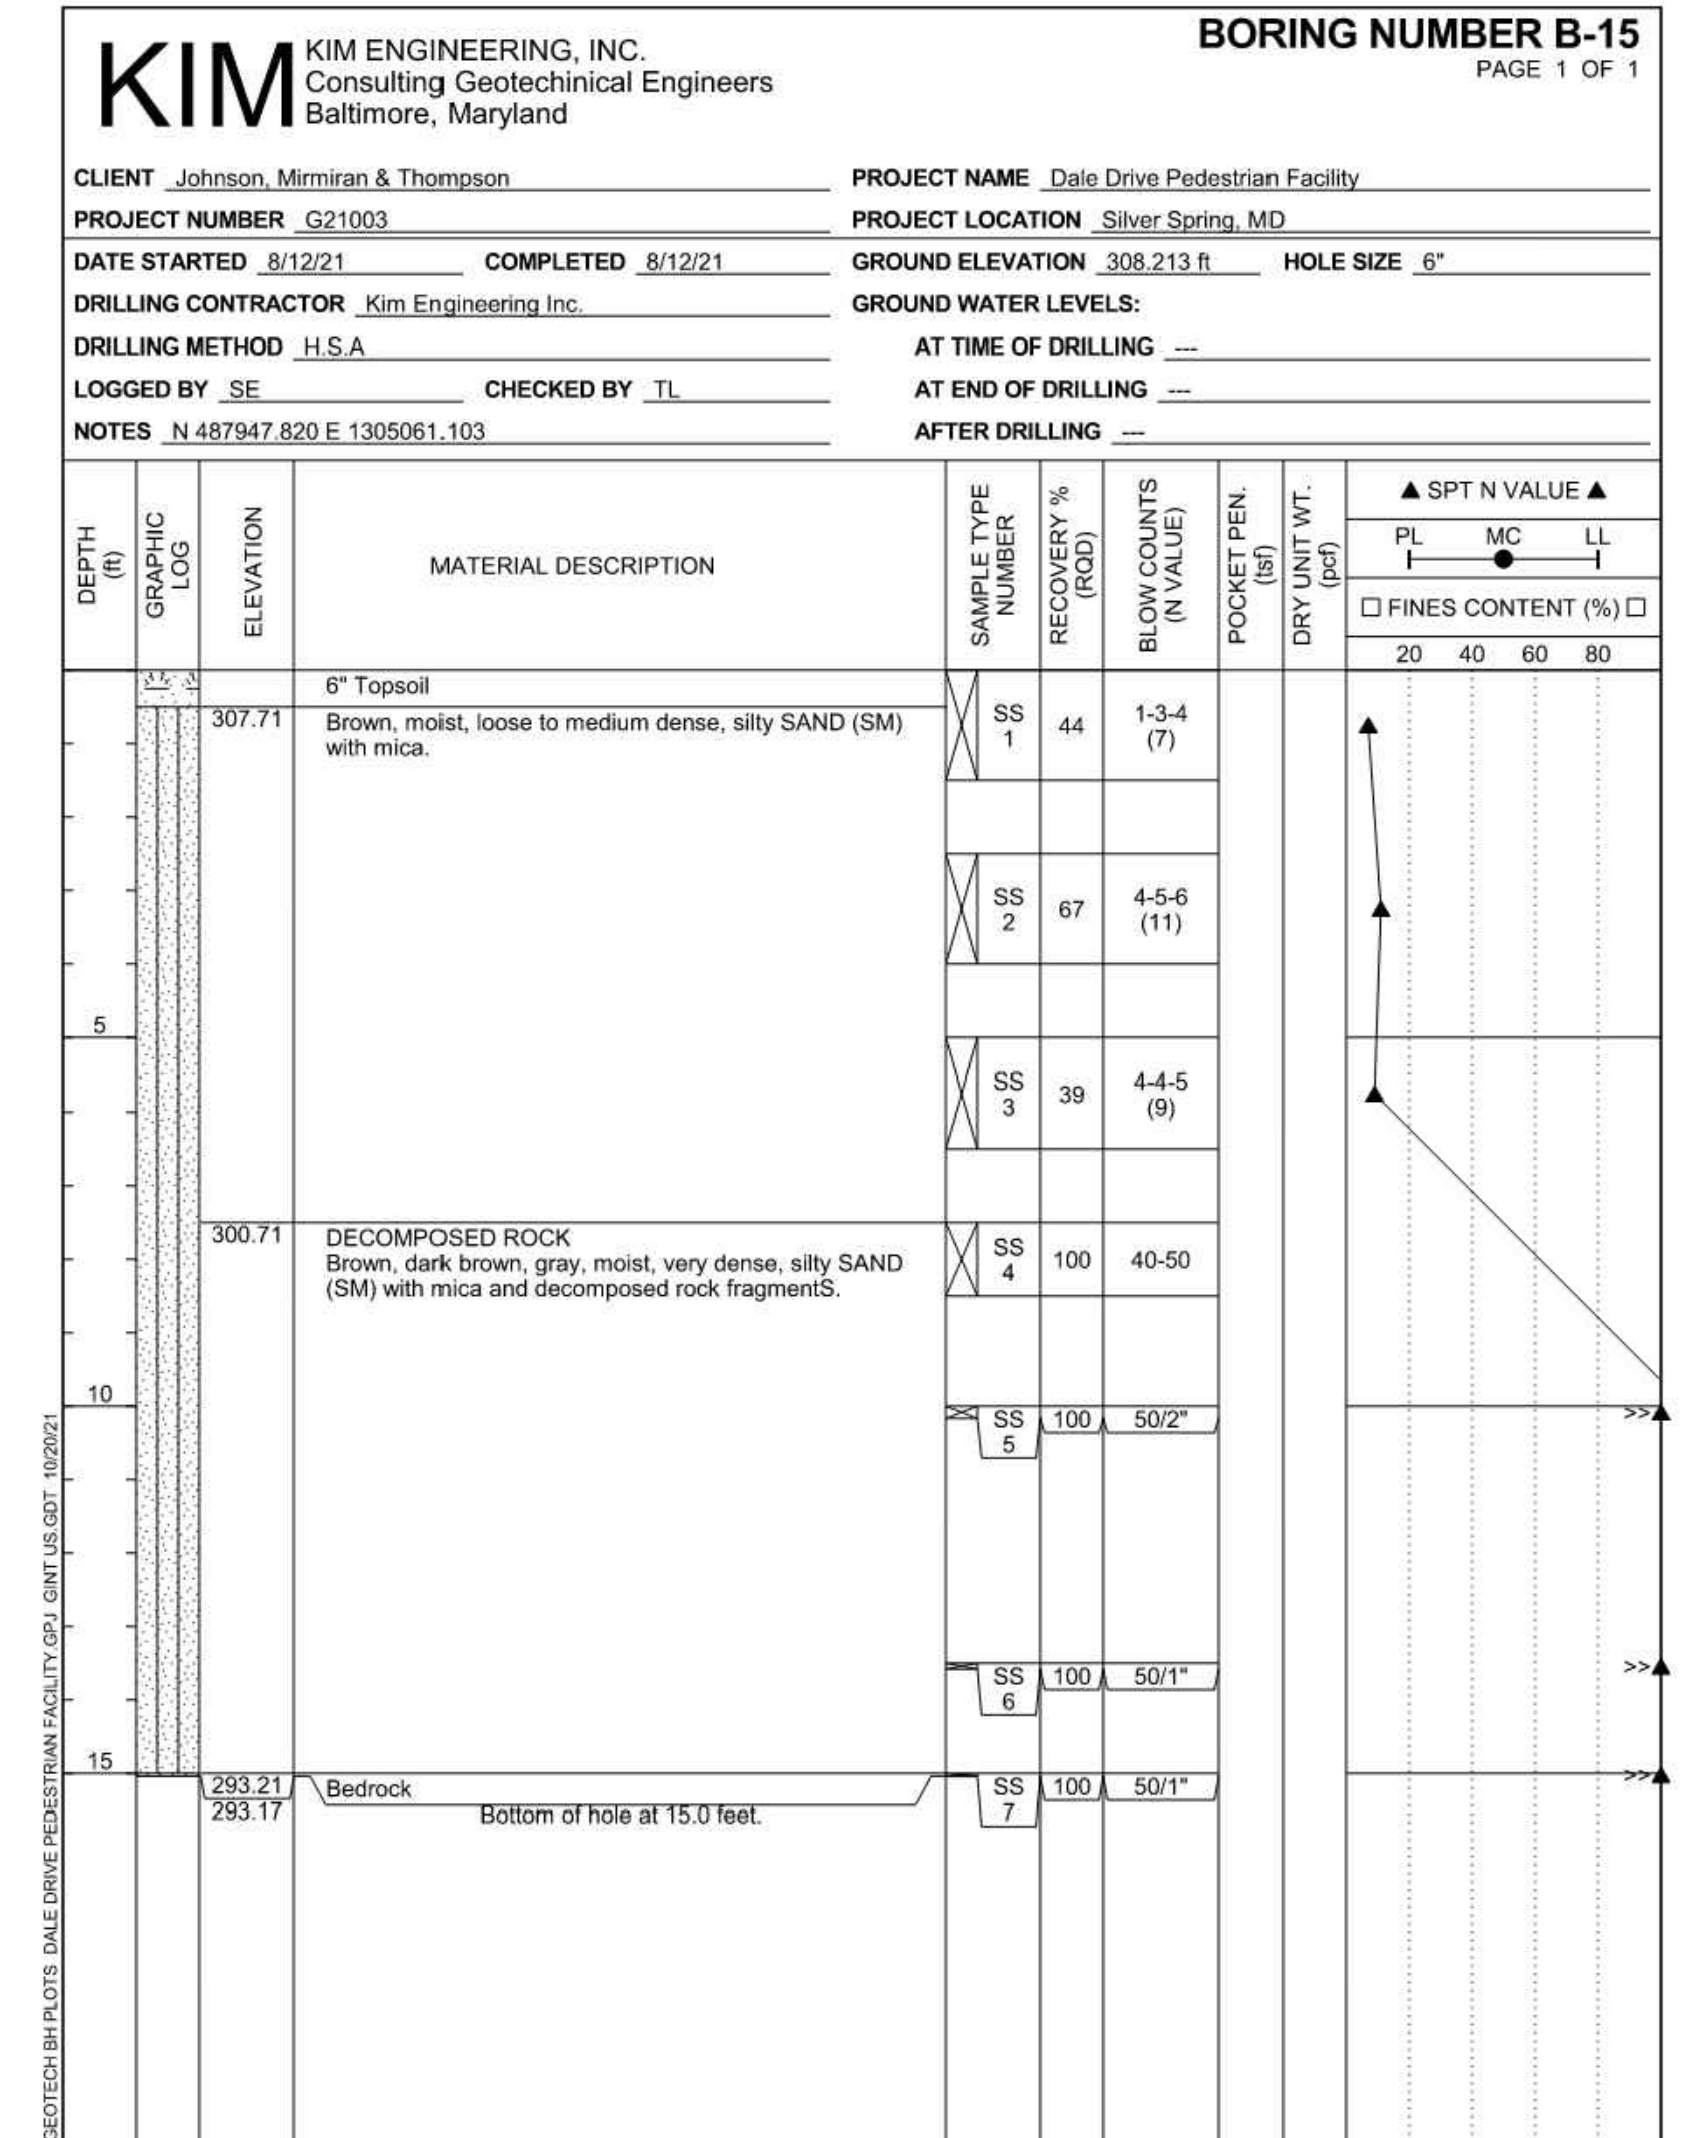 BORING NUMBER B-15
PAGE 1 OF 1
KIM
KIM ENGINEERING, INC.
Consulting Geotechinical Engineers
Baltimore, Maryland
CLIENT Johnson, Mirmiran & Thompson
PROJECT NAME Dale Drive Pedestrian Facility
PROJECT NUMBER G21003
PROJECT LOCATION Silver Spring, MD
DATE STARTED 8/12/21 COMPLETED 8/12/21
GROUND ELEVATION 308.213 ft HOLE SIZE 6"
DRILLING CONTRACTOR Kim Engineering Inc.
GROUND WATER LEVELS:
DRILLING METHOD H.S.A
AT TIME OF DRILLING ---
LOGGED BY SE CHECKED BY TL
AT END OF DRILLING ---
NOTES N 487947.820 E 1305061.103
AFTER DRILLING ---
DEPTH
(ft)
GRAPHIC
LOG
ELEVATION
MATERIAL DESCRIPTION
SAMPLE TYPE
NUMBER
RECOVERY %
(RQD)
BLOW COUNTS
(N VALUE)
POCKET PEN.
(tsf)
DRY UNIT WT.
(pcf)
▲ SPT N VALUE ▲
PL MC LL
□ FINES CONTENT (%) □
20 40 60 80
6" Topsoil
307.71
Brown, moist, loose to medium dense, silty SAND (SM)
with mica.
SS
1
44
1-3-4
(7)
SS
2
67
4-5-6
(11)
5
SS
3
39
4-4-5
(9)
300.71
DECOMPOSED ROCK
Brown, dark brown, gray, moist, very dense, silty SAND
(SM) with mica and decomposed rock fragmentS.
SS
4
100
40-50
10
SS
5
100
50/2"
>>▲
SS
6
100
50/1"
>>▲
15
293.21
Bedrock
SS
7
100
50/1"
>>▲
293.17
Bottom of hole at 15.0 feet.
GEOTECH BH PLOTS DALE DRIVE PEDESTRIAN FACILITY.GPJ GINT US.GDT 10/20/21